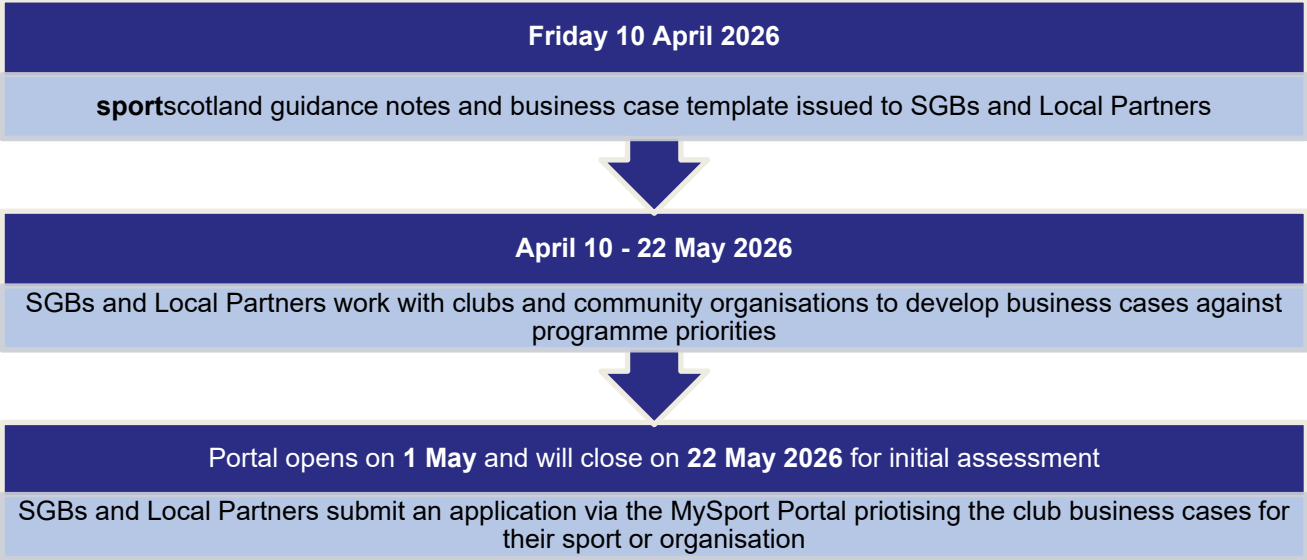 Friday 10 April 2026
sportscotland guidance notes and business case template issued to SGBs and Local Partners
April 10 - 22 May 2026
SGBs and Local Partners work with clubs and community organisations to develop business cases against
programme priorities
Portal opens on 1 May and will close on 22 May 2026 for initial assessment
SGBs and Local Partners submit an application via the MySport Portal priotising the club business cases for
their sport or organisation